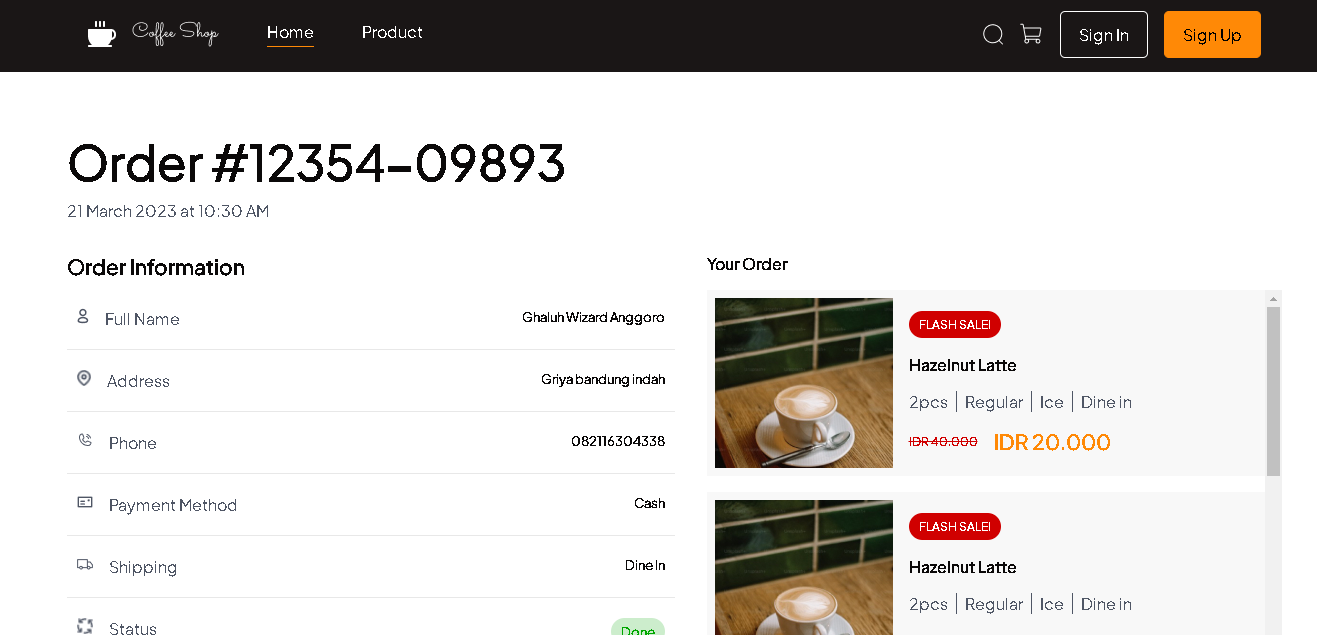 Coffee Shop
Home
Product
Sign In
Sign Up
Order #12354-09893
21 March 2023 at 10:30 AM
Order Information
Full Name
Ghaluh Wizard Anggoro
Address
Griya bandung indah
Phone
082116304338
Payment Method
Cash
Shipping
Dine In
Status
Done
Your Order
FLASH SALE!
Hazelnut Latte
2pcs | Regular | Ice | Dine in
IDR 40.000 IDR 20.000
FLASH SALE!
Hazelnut Latte
2pcs | Regular | Ice | Dine in